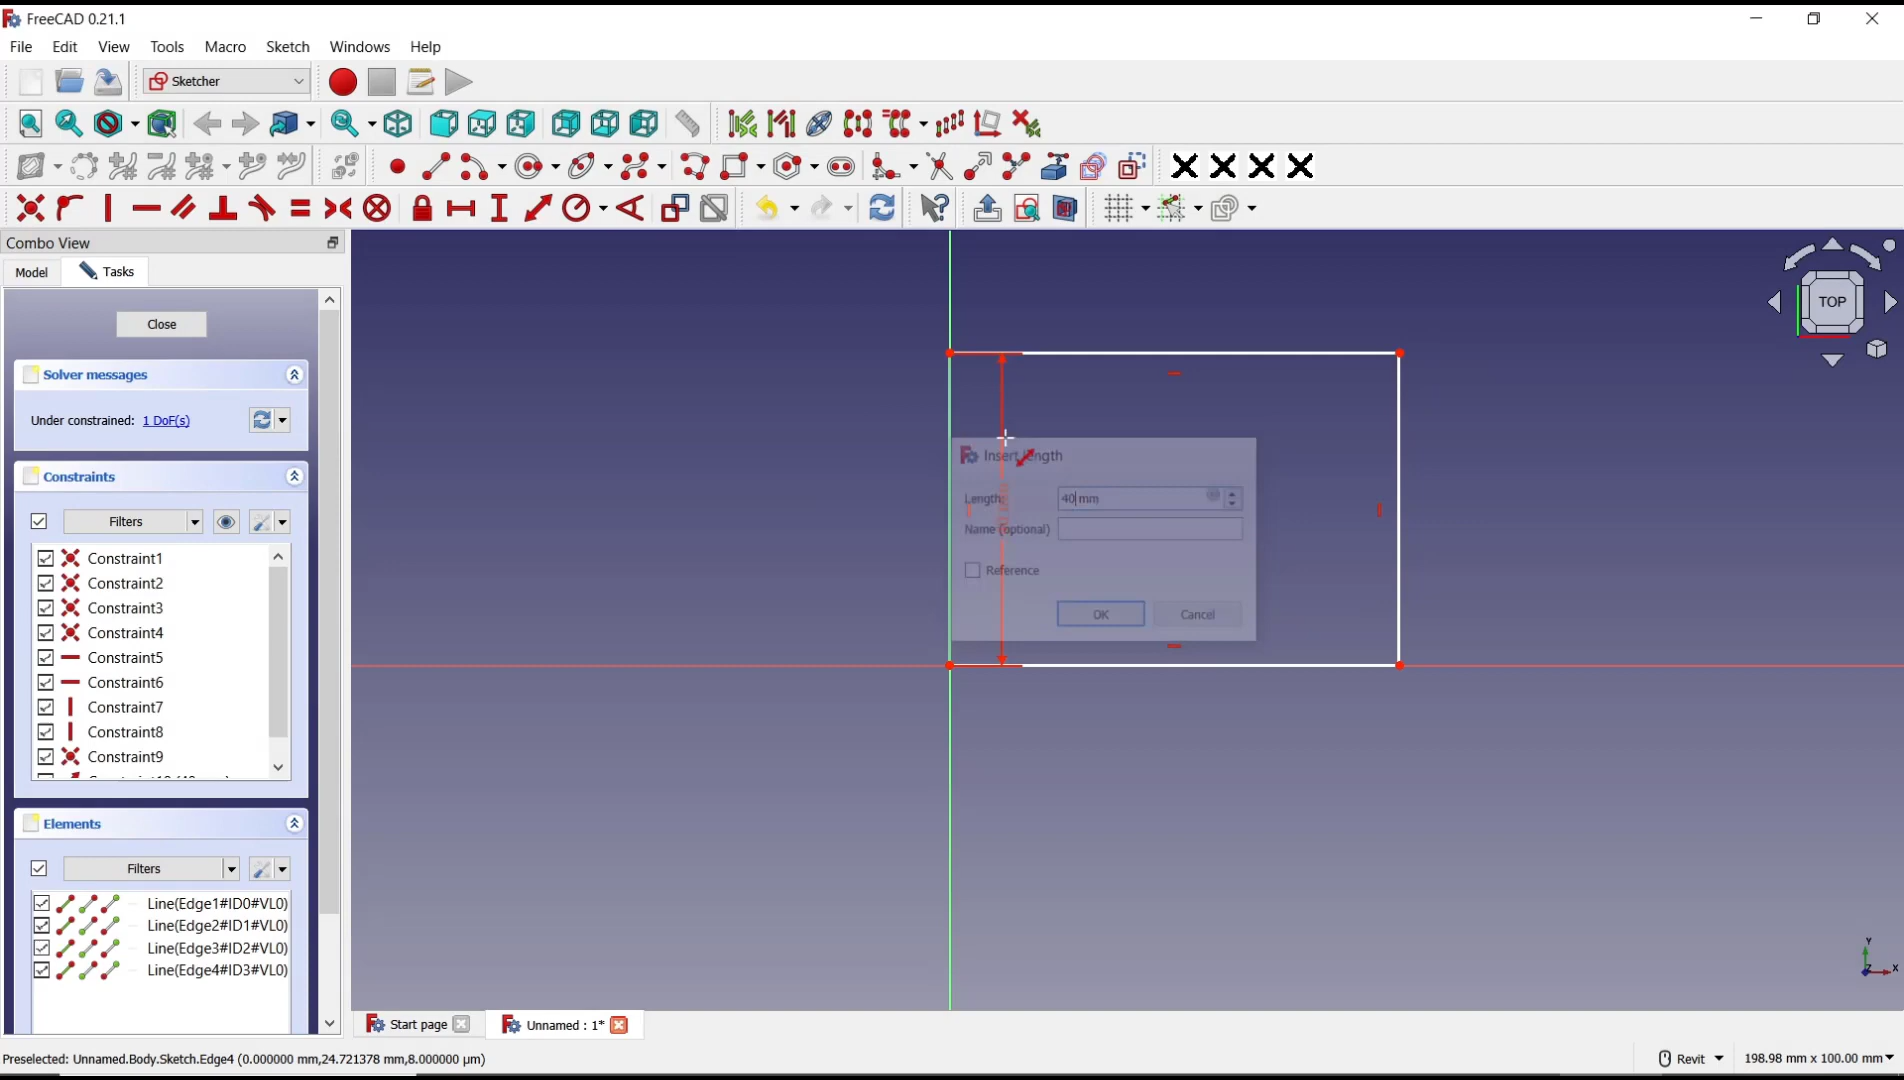 FreeCAD 0.21.1
File Edit View Tools Macro Sketch Windows Help
Sketcher
Combo View
Model Tasks
Close
Solver messages
Under constrained: 1 DoF(s)
Constraints
Filters
Constraint1
Constraint2
Constraint3
Constraint4
Constraint5
Constraint6
Constraint7
Constraint8
Constraint9
Elements
Filters
Line(Edge1#ID0#VL0)
Line(Edge2#ID1#VL0)
Line(Edge3#ID2#VL0)
Line(Edge4#ID3#VL0)
TOP
Insert length
Length: 40 mm
Name (optional)
Reference
OK Cancel
Y
Z X
Start page Unnamed : 1*
Preselected: Unnamed.Body.Sketch.Edge4 (0.000000 mm,24.721378 mm,8.000000 µm)
Revit 198.98 mm x 100.00 mm